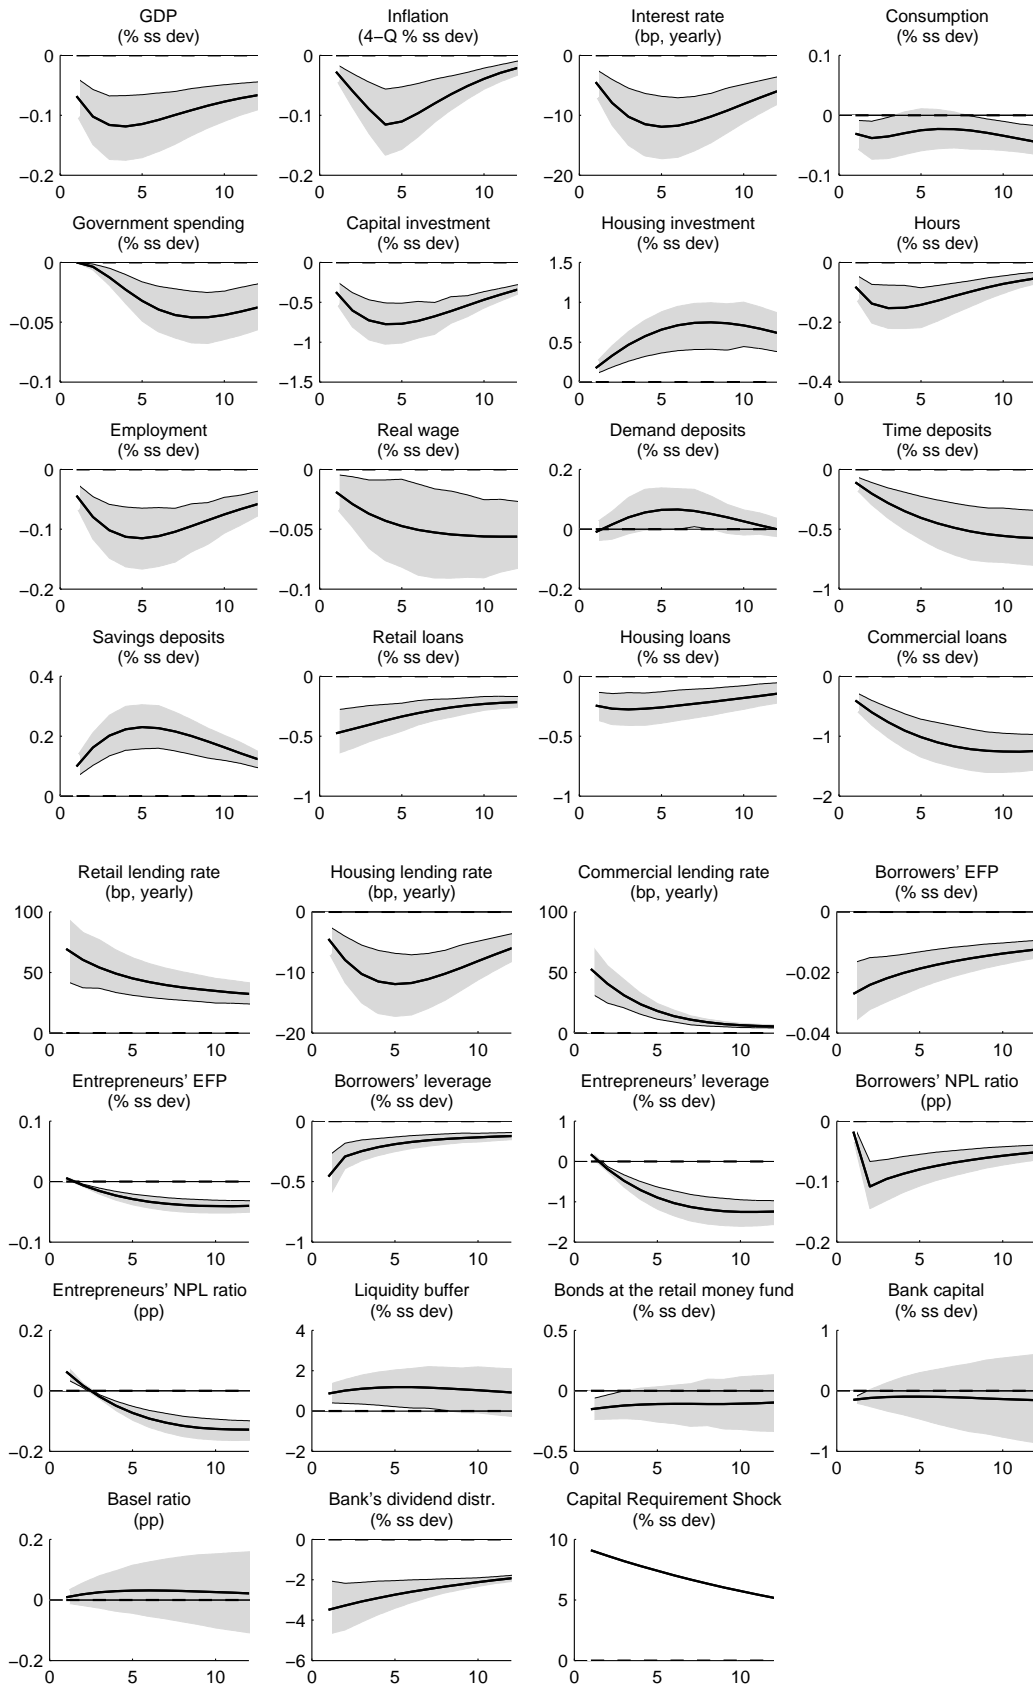 GDP
(% ss dev)
0
−0.1
−0.2
0 5 10
Inflation
(4−Q % ss dev)
0
−0.1
−0.2
0 5 10
Interest rate
(bp, yearly)
0
−10
−20
0 5 10
Consumption
(% ss dev)
0.1
0
−0.1
0 5 10
Government spending
(% ss dev)
0
−0.05
−0.1
0 5 10
Capital investment
(% ss dev)
0
−0.5
−1
−1.5
0 5 10
Housing investment
(% ss dev)
1.5
1
0.5
0
0 5 10
Hours
(% ss dev)
0
−0.2
−0.4
0 5 10
Employment
(% ss dev)
0
−0.1
−0.2
0 5 10
Real wage
(% ss dev)
0
−0.05
−0.1
0 5 10
Demand deposits
(% ss dev)
0.2
0
−0.2
0 5 10
Time deposits
(% ss dev)
0
−0.5
−1
0 5 10
Savings deposits
(% ss dev)
0.4
0.2
0
0 5 10
Retail loans
(% ss dev)
0
−0.5
−1
0 5 10
Housing loans
(% ss dev)
0
−0.5
−1
0 5 10
Commercial loans
(% ss dev)
0
−1
−2
0 5 10
Retail lending rate
(bp, yearly)
100
50
0
0 5 10
Housing lending rate
(bp, yearly)
0
−10
−20
0 5 10
Commercial lending rate
(bp, yearly)
100
50
0
0 5 10
Borrowers' EFP
(% ss dev)
0
−0.02
−0.04
0 5 10
Entrepreneurs' EFP
(% ss dev)
0.1
0
−0.1
0 5 10
Borrowers' leverage
(% ss dev)
0
−0.5
−1
0 5 10
Entrepreneurs' leverage
(% ss dev)
1
0
−1
−2
0 5 10
Borrowers' NPL ratio
(pp)
0
−0.1
−0.2
0 5 10
Entrepreneurs' NPL ratio
(pp)
0.2
0
−0.2
0 5 10
Liquidity buffer
(% ss dev)
4
2
0
−2
0 5 10
Bonds at the retail money fund
(% ss dev)
0.5
0
−0.5
0 5 10
Bank capital
(% ss dev)
1
0
−1
0 5 10
Basel ratio
(pp)
0.2
0
−0.2
0 5 10
Bank's dividend distr.
(% ss dev)
0
−2
−4
−6
0 5 10
Capital Requirement Shock
(% ss dev)
10
5
0
0 5 10